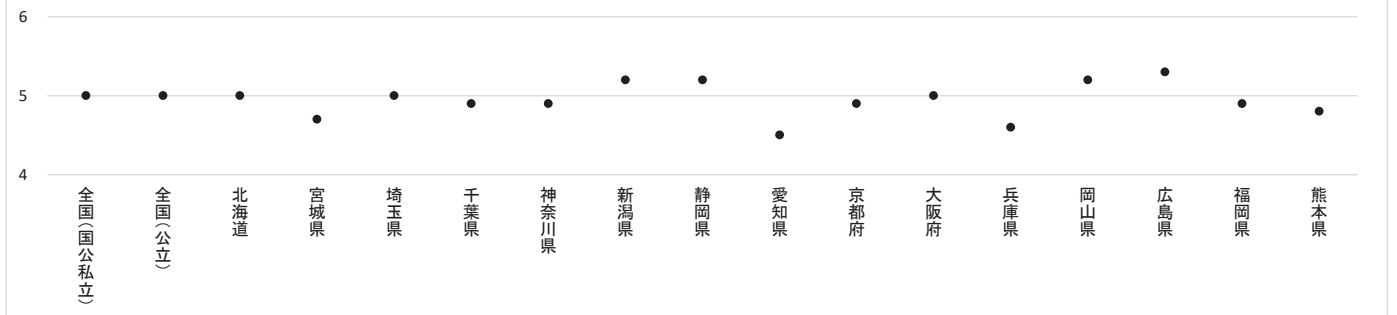 6
5
4
全国（国公私立）
全国（公立）
北海道
宮城県
埼玉県
千葉県
神奈川県
新潟県
静岡県
愛知県
京都府
大阪府
兵庫県
岡山県
広島県
福岡県
熊本県